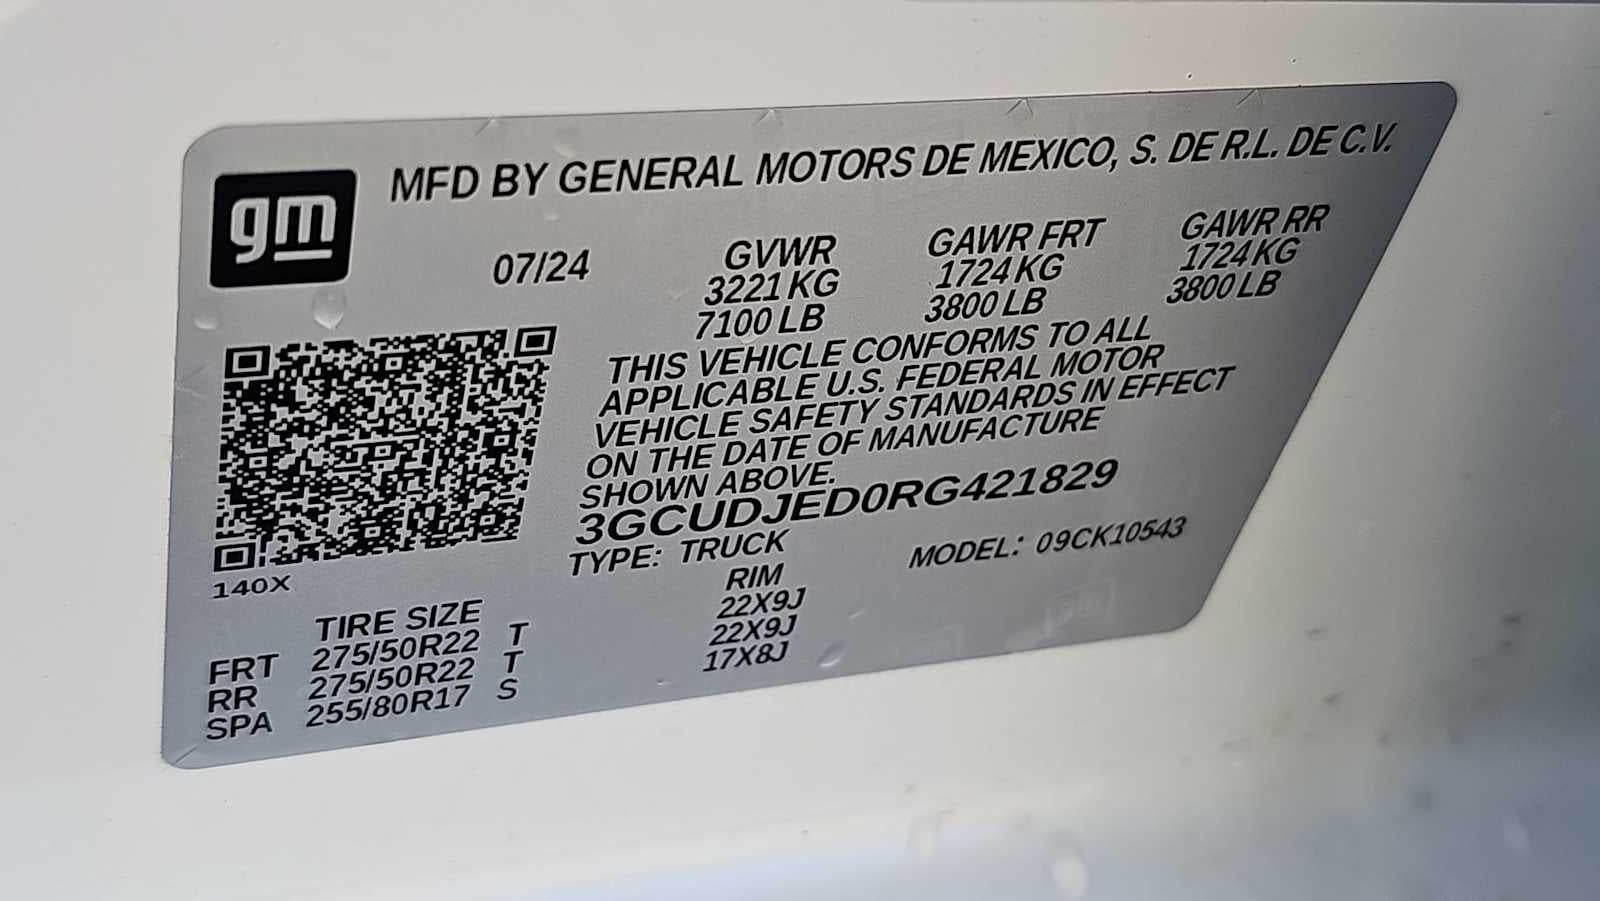 gm
MFD BY GENERAL MOTORS DE MEXICO, S. DE R.L. DE C.V.
07/24 GVWR GAWR FRT GAWR RR
3221 KG 1724 KG 1724 KG
7100 LB 3800 LB 3800 LB
THIS VEHICLE CONFORMS TO ALL
APPLICABLE U.S. FEDERAL MOTOR
VEHICLE SAFETY STANDARDS IN EFFECT
ON THE DATE OF MANUFACTURE
SHOWN ABOVE.
3GCUDJED0RG421829
TYPE: TRUCK MODEL: 09CK10543
140X
TIRE SIZE RIM
FRT 275/50R22 T 22X9J
RR 275/50R22 T 22X9J
SPA 255/80R17 S 17X8J
gm